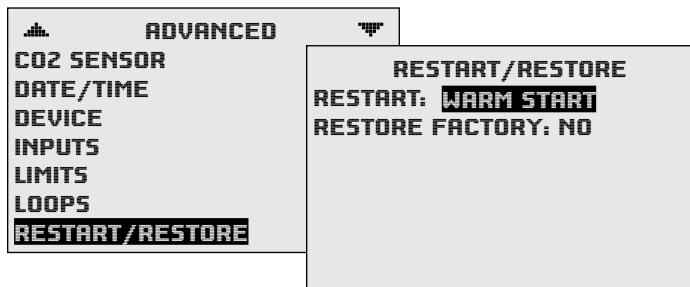 ADVANCED
CO2 SENSOR
DATE/TIME
DEVICE
INPUTS
LIMITS
LOOPS
RESTART/RESTORE
RESTART/RESTORE
RESTART: WARM START
RESTORE FACTORY: NO